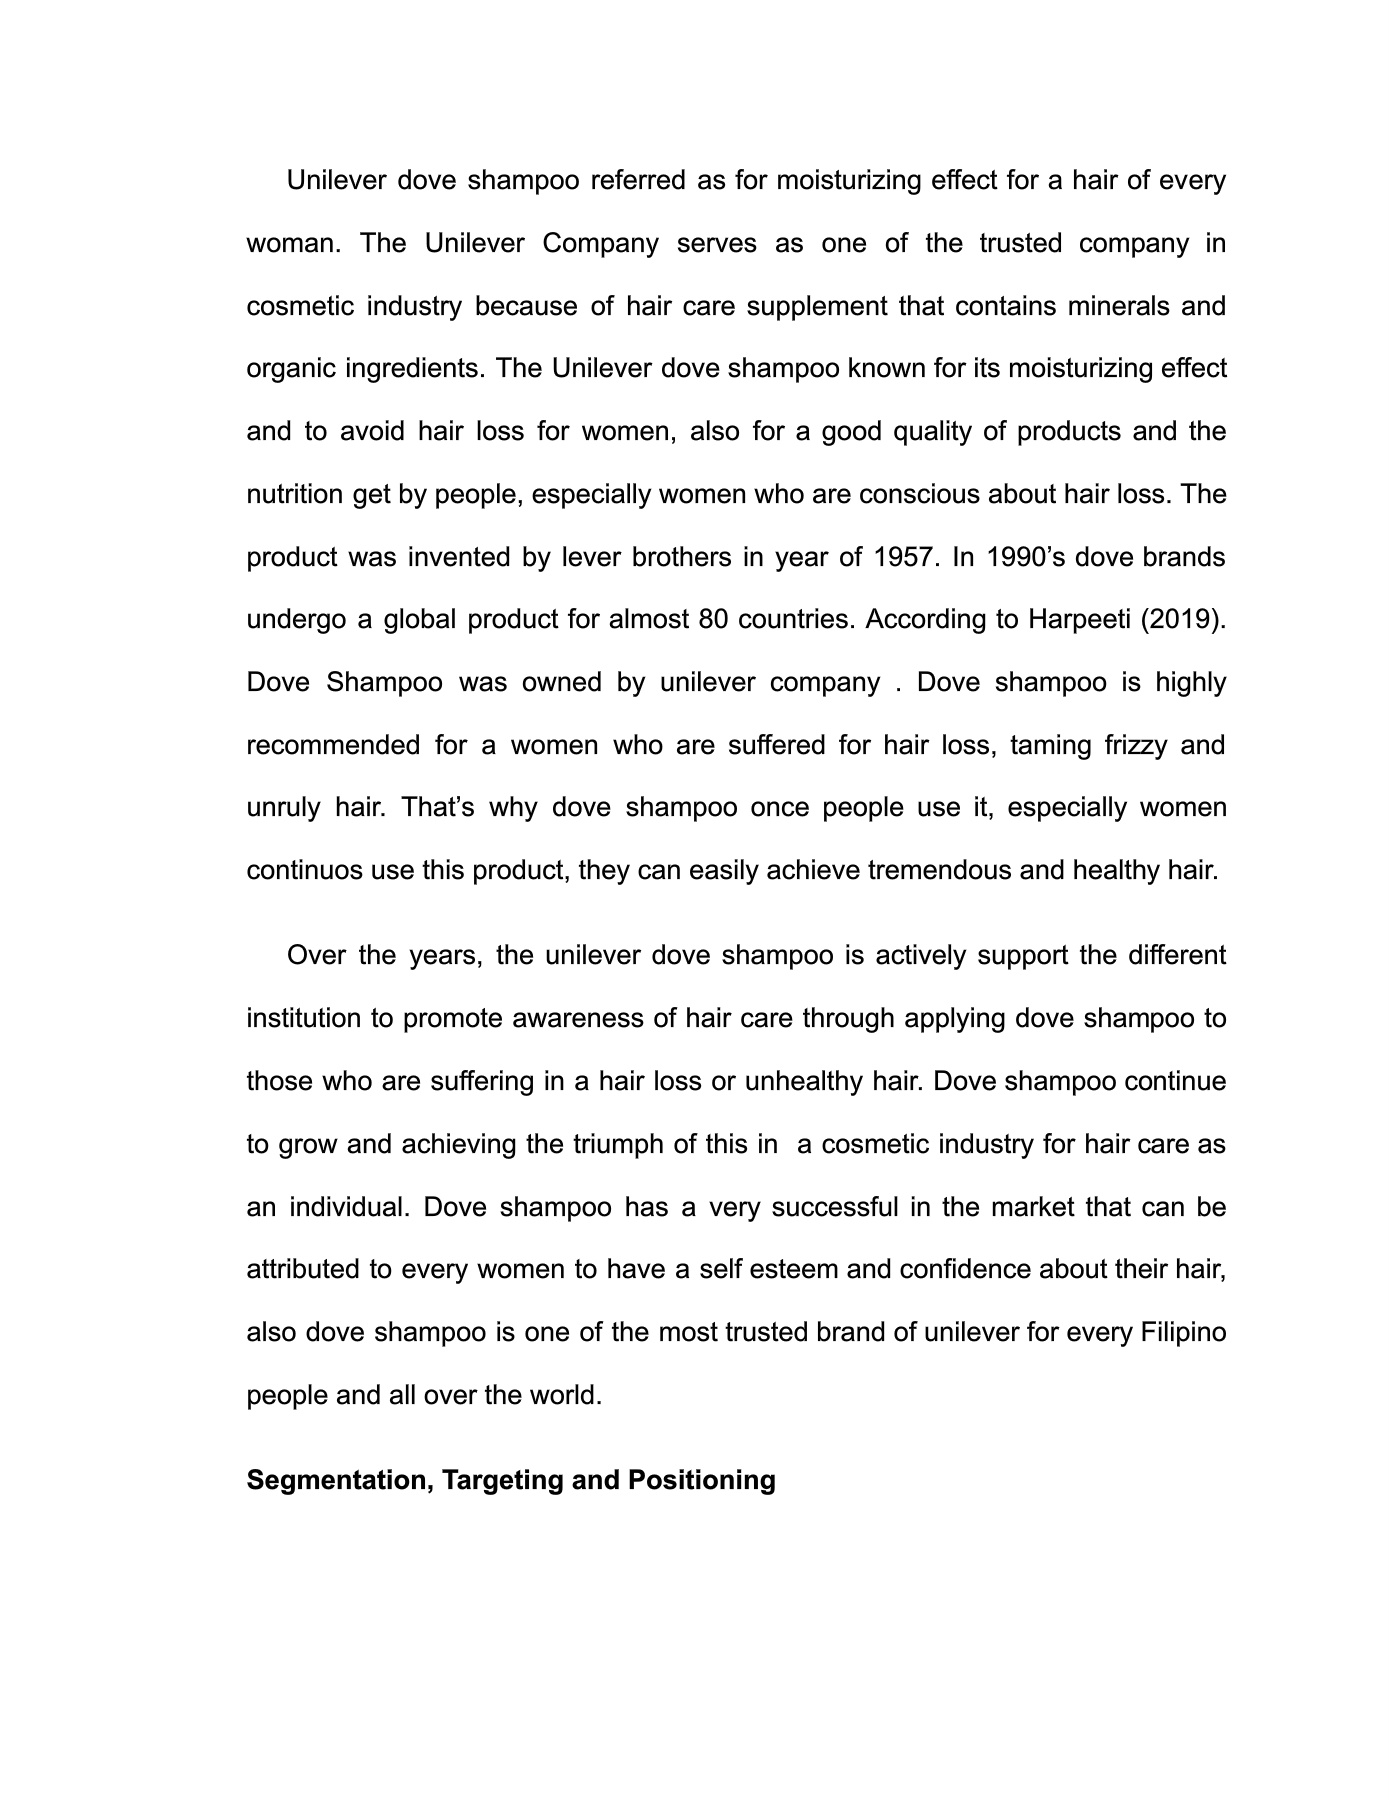 Unilever dove shampoo referred as for moisturizing effect for a hair of every
woman. The Unilever Company serves as one of the trusted company in
cosmetic industry because of hair care supplement that contains minerals and
organic ingredients. The Unilever dove shampoo known for its moisturizing effect
and to avoid hair loss for women, also for a good quality of products and the
nutrition get by people, especially women who are conscious about hair loss. The
product was invented by lever brothers in year of 1957. In 1990’s dove brands
undergo a global product for almost 80 countries. According to Harpeeti (2019).
Dove Shampoo was owned by unilever company . Dove shampoo is highly
recommended for a women who are suffered for hair loss, taming frizzy and
unruly hair. That’s why dove shampoo once people use it, especially women
continuos use this product, they can easily achieve tremendous and healthy hair.
Over the years, the unilever dove shampoo is actively support the different
institution to promote awareness of hair care through applying dove shampoo to
those who are suffering in a hair loss or unhealthy hair. Dove shampoo continue
to grow and achieving the triumph of this in  a cosmetic industry for hair care as
an individual. Dove shampoo has a very successful in the market that can be
attributed to every women to have a self esteem and confidence about their hair,
also dove shampoo is one of the most trusted brand of unilever for every Filipino
people and all over the world.
Segmentation, Targeting and Positioning